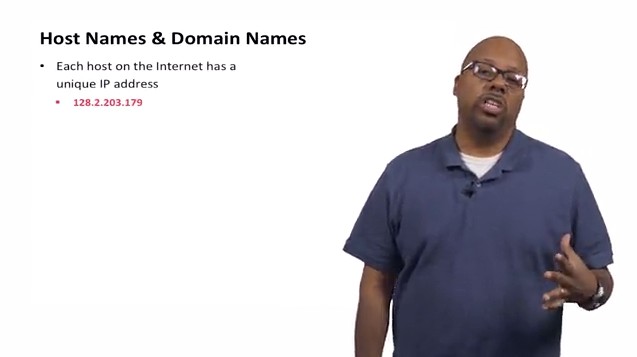 Host Names & Domain Names
• Each host on the Internet has a
unique IP address
▪ 128.2.203.179